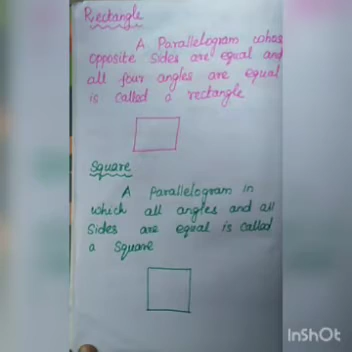 Rectangle
A Parallelogram whos
opposite sides are equal and
all four angles are equal
is called a rectangle
Square
A Parallelogram in
which all angles and all
sides are equal is called
a square
InShOt